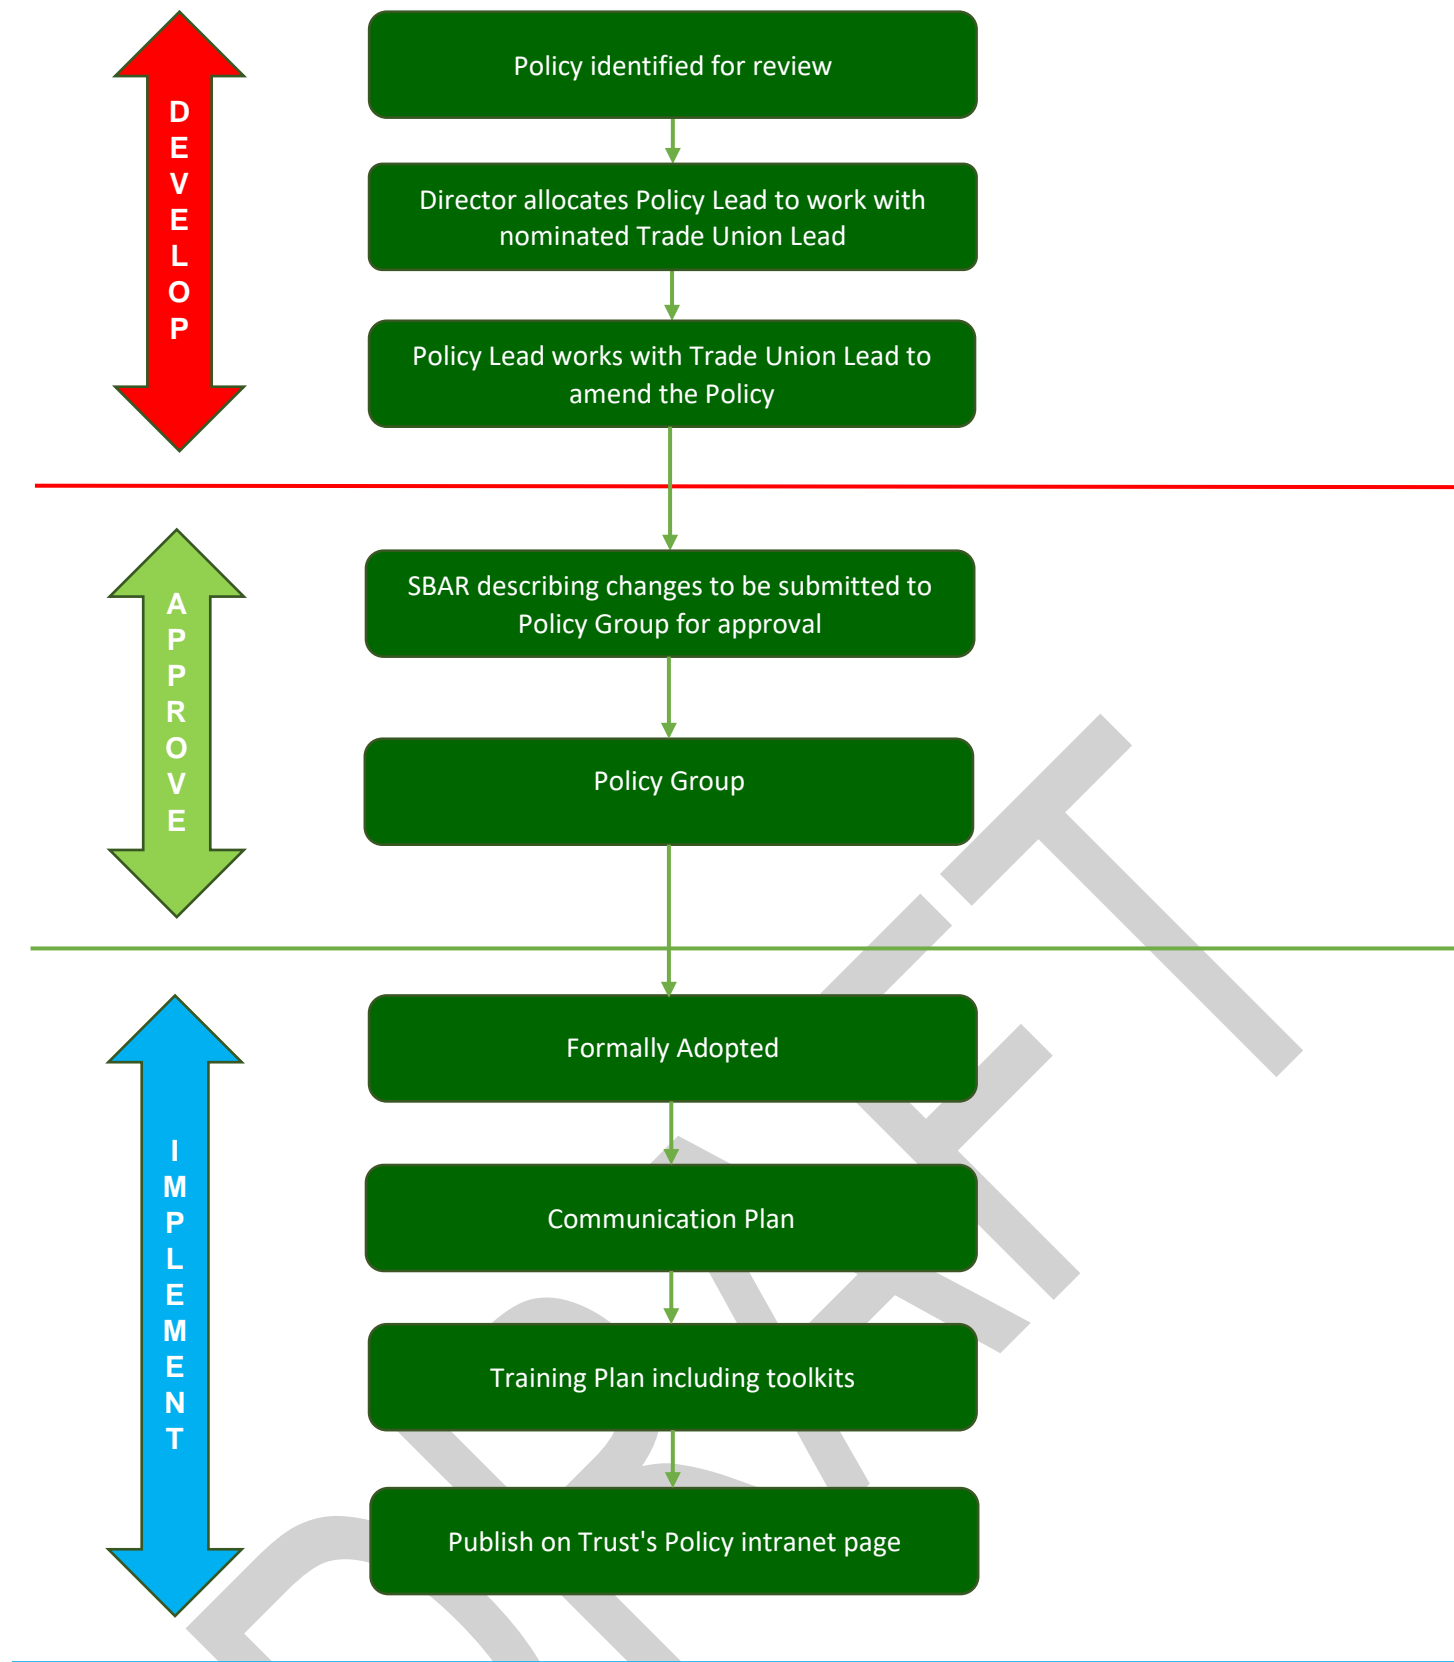 DEVELOP
Policy identified for review
Director allocates Policy Lead to work with
nominated Trade Union Lead
Policy Lead works with Trade Union Lead to
amend the Policy
APPROVE
SBAR describing changes to be submitted to
Policy Group for approval
Policy Group
IMPLEMENT
Formally Adopted
Communication Plan
Training Plan including toolkits
Publish on Trust's Policy intranet page
DRAFT